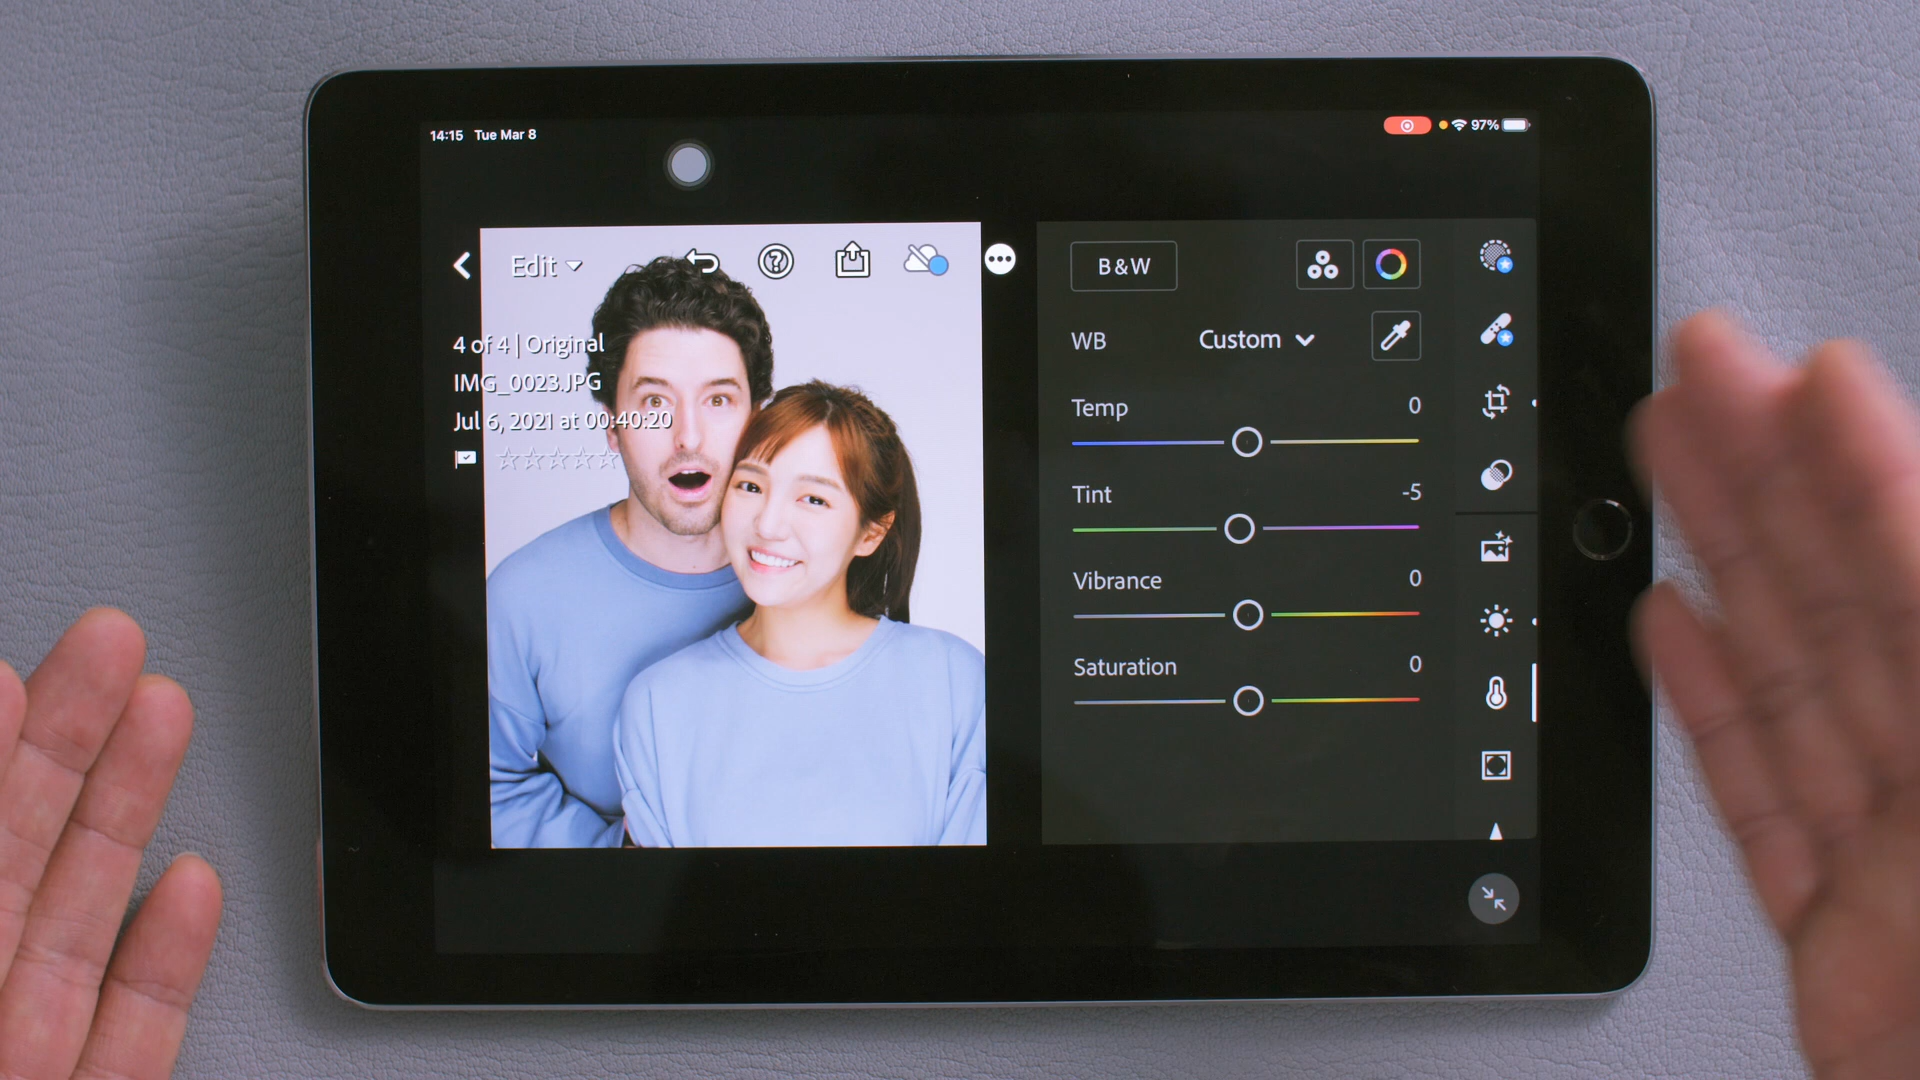 14:15 Tue Mar 8
97%
Edit
4 of 4 | Original
IMG_0023.JPG
Jul 6, 2021 at 00:40:20
B&W
WB Custom
Temp 0
Tint -5
Vibrance 0
Saturation 0